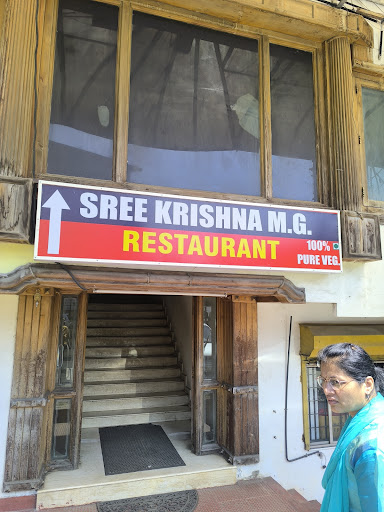 SREE KRISHNA M.G.
RESTAURANT
100%
PURE VEG.